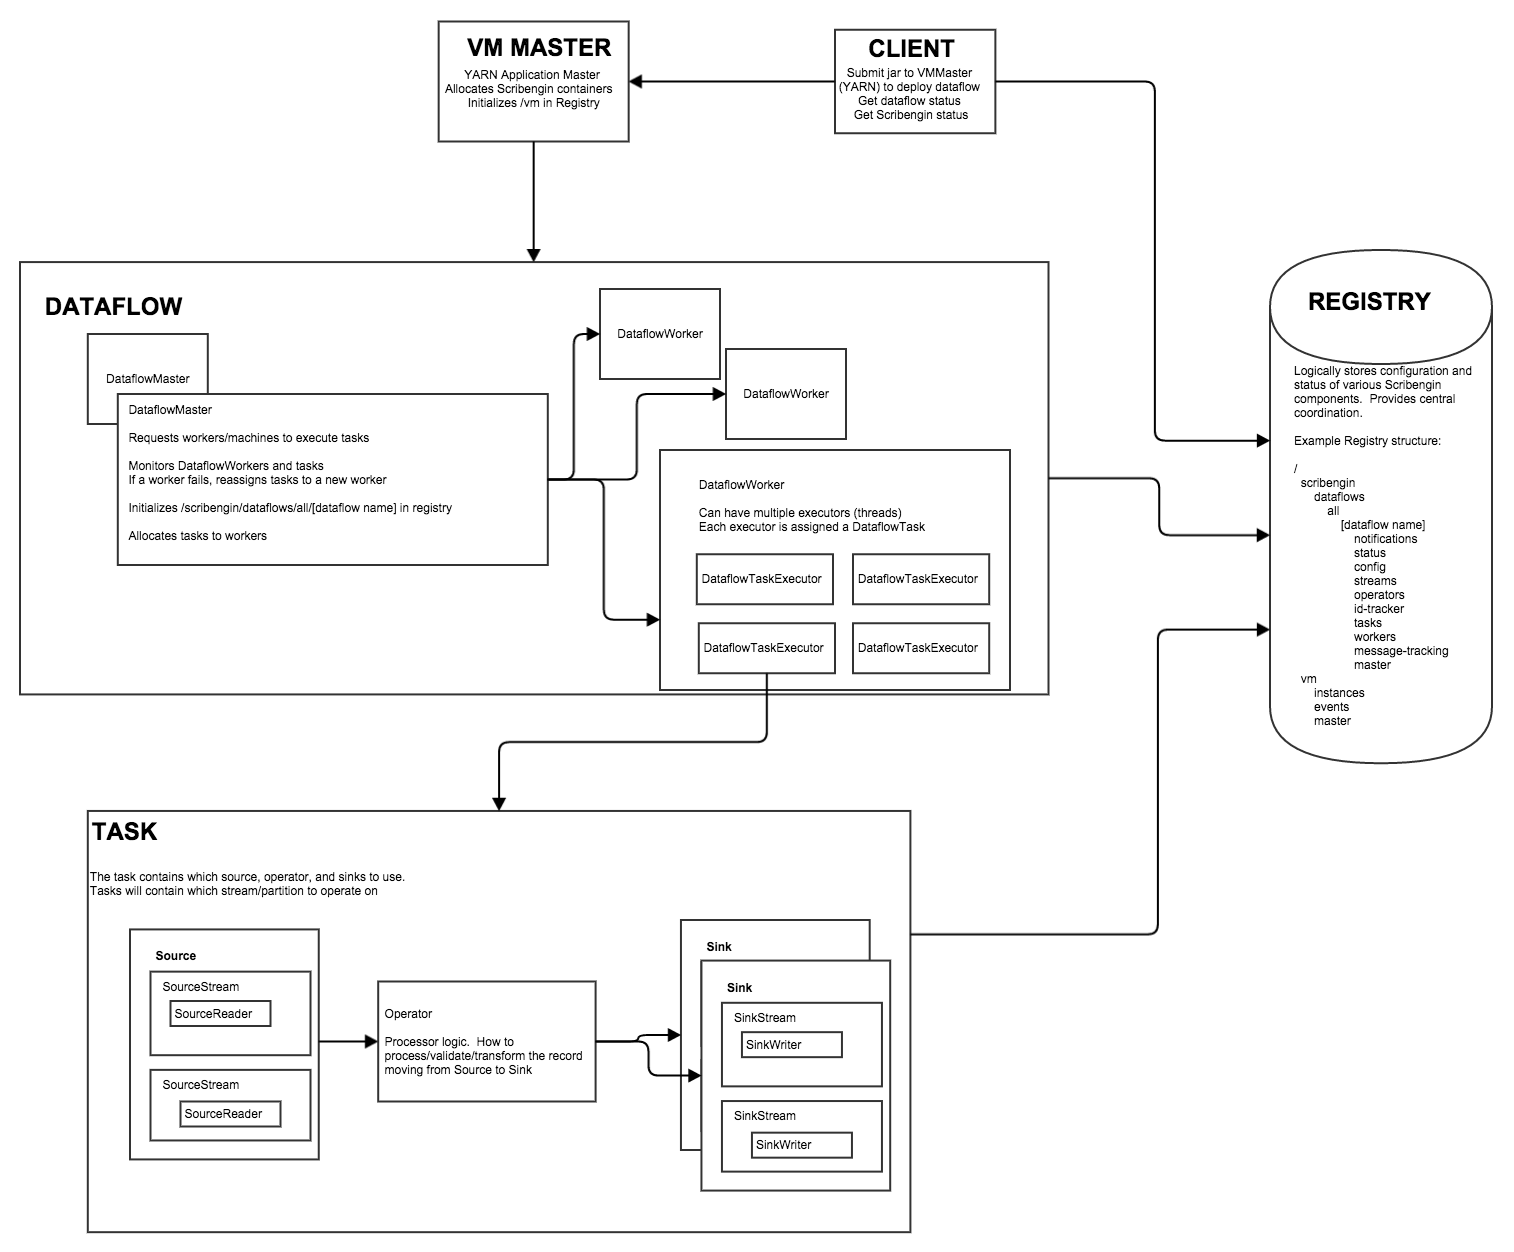 VM MASTER
YARN Application Master
Allocates Scribengin containers
Initializes /vm in Registry
CLIENT
Submit jar to VMMaster
(YARN) to deploy dataflow
Get dataflow status
Get Scribengin status
DATAFLOW
DataflowMaster
DataflowMaster
Requests workers/machines to execute tasks
Monitors DataflowWorkers and tasks
If a worker fails, reassigns tasks to a new worker
Initializes /scribengin/dataflows/all/[dataflow name] in registry
Allocates tasks to workers
DataflowWorker
DataflowWorker
DataflowWorker
Can have multiple executors (threads)
Each executor is assigned a DataflowTask
DataflowTaskExecutor
DataflowTaskExecutor
DataflowTaskExecutor
DataflowTaskExecutor
REGISTRY
Logically stores configuration and
status of various Scribengin
components.  Provides central
coordination.
Example Registry structure:
/
scribengin
dataflows
all
[dataflow name]
notifications
status
config
streams
operators
id-tracker
tasks
workers
message-tracking
master
vm
instances
events
master
TASK
The task contains which source, operator, and sinks to use.
Tasks will contain which stream/partition to operate on
Source
SourceStream
SourceReader
SourceStream
SourceReader
Operator
Processor logic.  How to
process/validate/transform the record
moving from Source to Sink
Sink
Sink
SinkStream
SinkWriter
SinkStream
SinkWriter